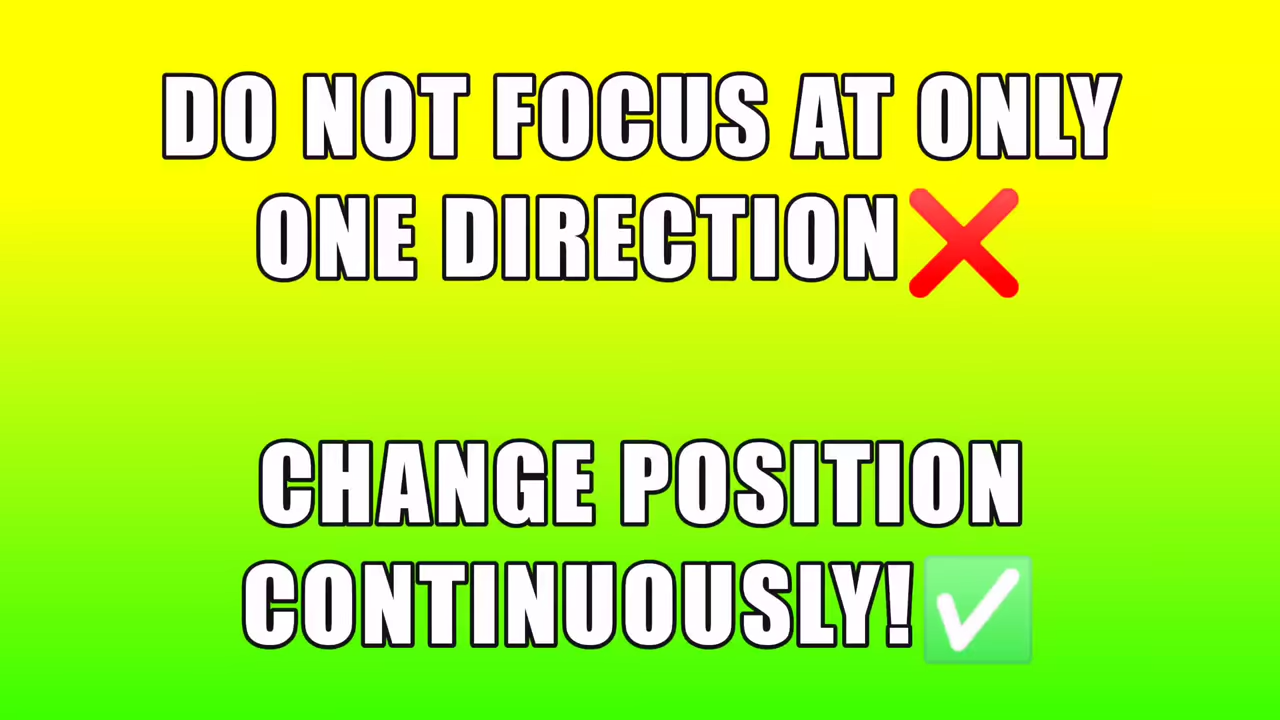 DO NOT FOCUS AT ONLY
ONE DIRECTION❌
CHANGE POSITION
CONTINUOUSLY!✅